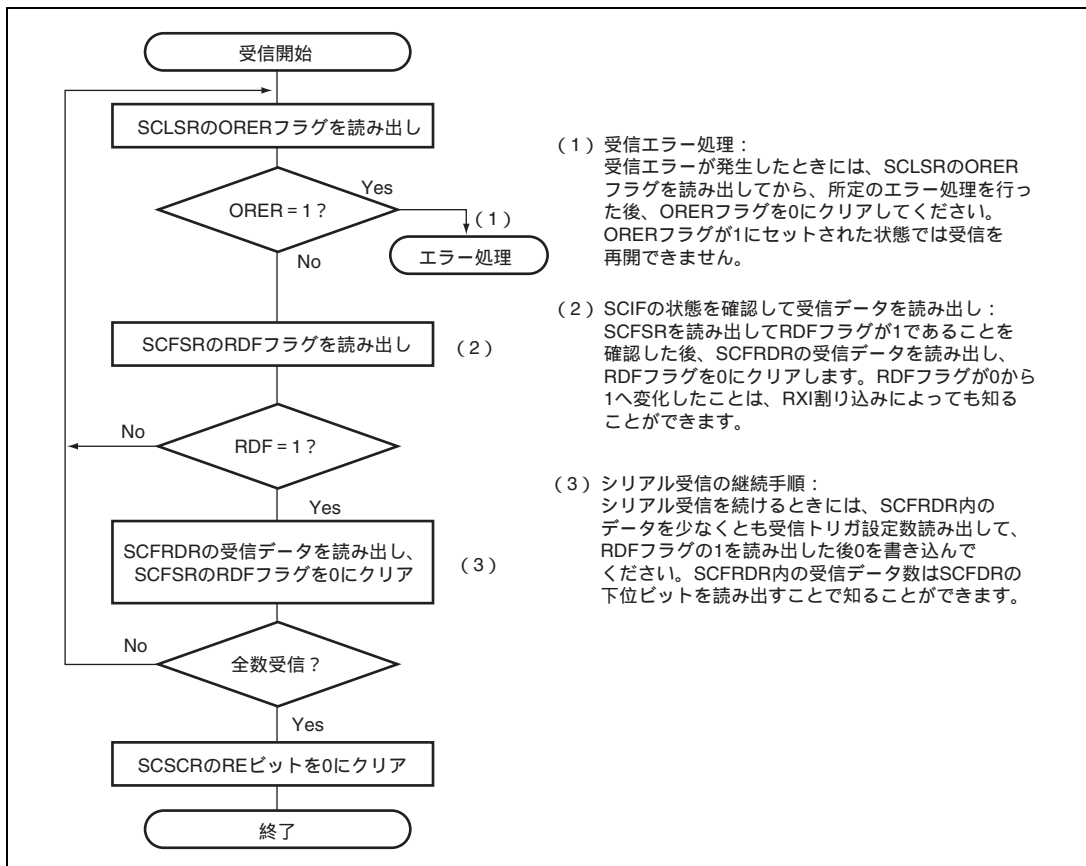 受信開始
SCLSRのORERフラグを読み出し
ORER = 1？
Yes
（1）
エラー処理
No
SCFSRのRDFフラグを読み出し
（2）
No
RDF = 1？
Yes
SCFRDRの受信データを読み出し、
SCFSRのRDFフラグを0にクリア
（3）
No
全数受信？
Yes
SCSCRのREビットを0にクリア
終了
（1）受信エラー処理：
受信エラーが発生したときには、SCLSRのORER
フラグを読み出してから、所定のエラー処理を行っ
た後、ORERフラグを0にクリアしてください。
ORERフラグが1にセットされた状態では受信を
再開できません。
（2）SCIFの状態を確認して受信データを読み出し：
SCFSRを読み出してRDFフラグが1であることを
確認した後、SCFRDRの受信データを読み出し、
RDFフラグを0にクリアします。RDFフラグが0から
1へ変化したことは、RXI割り込みによっても知る
ことができます。
（3）シリアル受信の継続手順：
シリアル受信を続けるときには、SCFRDR内の
データを少なくとも受信トリガ設定数読み出して、
RDFフラグの1を読み出した後0を書き込んで
ください。SCFRDR内の受信データ数はSCFDRの
下位ビットを読み出すことで知ることができます。